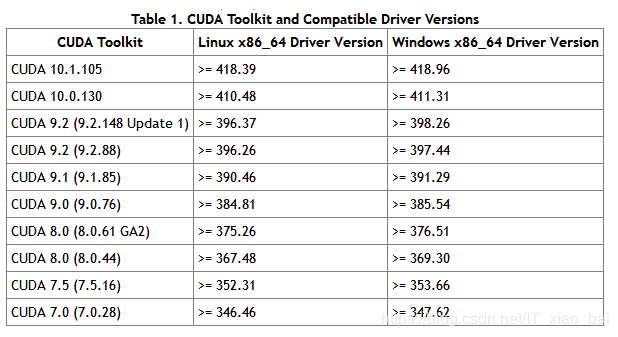 Table 1. CUDA Toolkit and Compatible Driver Versions
CUDA Toolkit Linux x86_64 Driver Version Windows x86_64 Driver Version
CUDA 10.1.105 >= 418.39 >= 418.96
CUDA 10.0.130 >= 410.48 >= 411.31
CUDA 9.2 (9.2.148 Update 1) >= 396.37 >= 398.26
CUDA 9.2 (9.2.88) >= 396.26 >= 397.44
CUDA 9.1 (9.1.85) >= 390.46 >= 391.29
CUDA 9.0 (9.0.76) >= 384.81 >= 385.54
CUDA 8.0 (8.0.61 GA2) >= 375.26 >= 376.51
CUDA 8.0 (8.0.44) >= 367.48 >= 369.30
CUDA 7.5 (7.5.16) >= 352.31 >= 353.66
CUDA 7.0 (7.0.28) >= 346.46 >= 347.62
https://blog.csdn.net/IT_xiao_bai